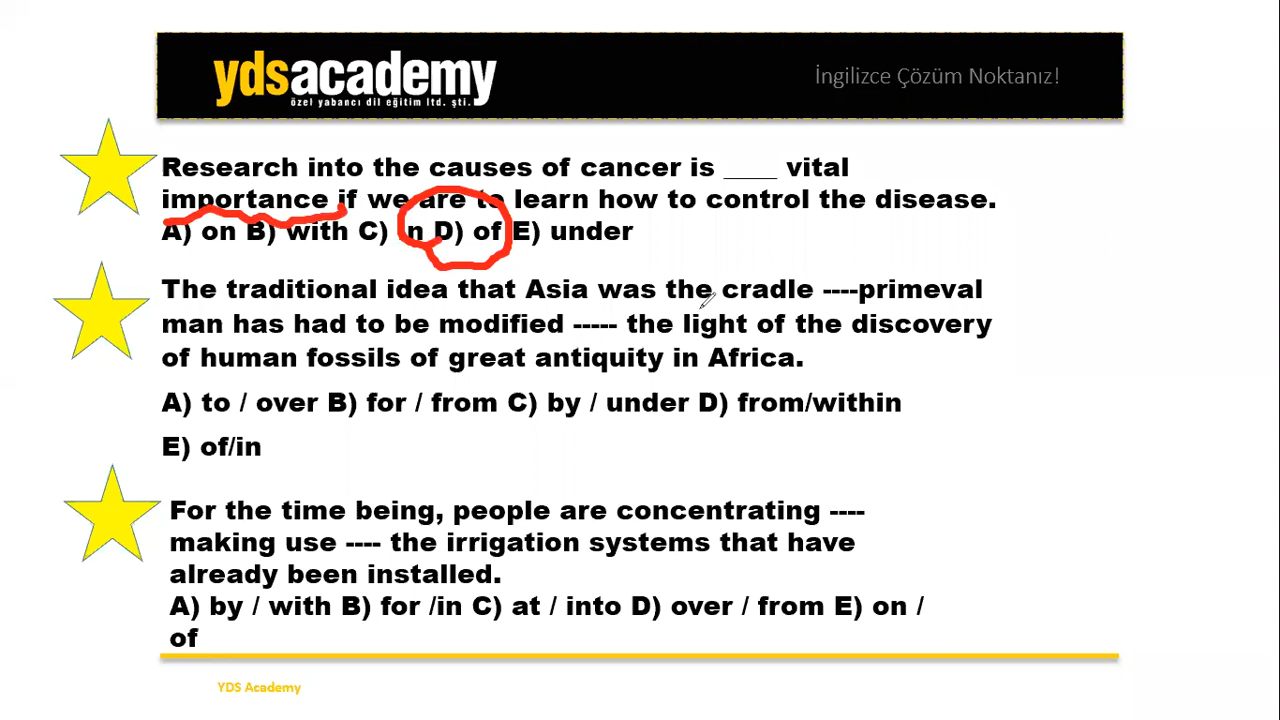 ydsacademy
özel yabancı dil eğitim ltd. şti.
İngilizce Çözüm Noktanız!
Research into the causes of cancer is ____ vital
importance if we are to learn how to control the disease.
A) on B) with C) in D) of E) under
The traditional idea that Asia was the cradle ----primeval
man has had to be modified ----- the light of the discovery
of human fossils of great antiquity in Africa.
A) to / over B) for / from C) by / under D) from/within
E) of/in
For the time being, people are concentrating ----
making use ---- the irrigation systems that have
already been installed.
A) by / with B) for /in C) at / into D) over / from E) on /
of
YDS Academy